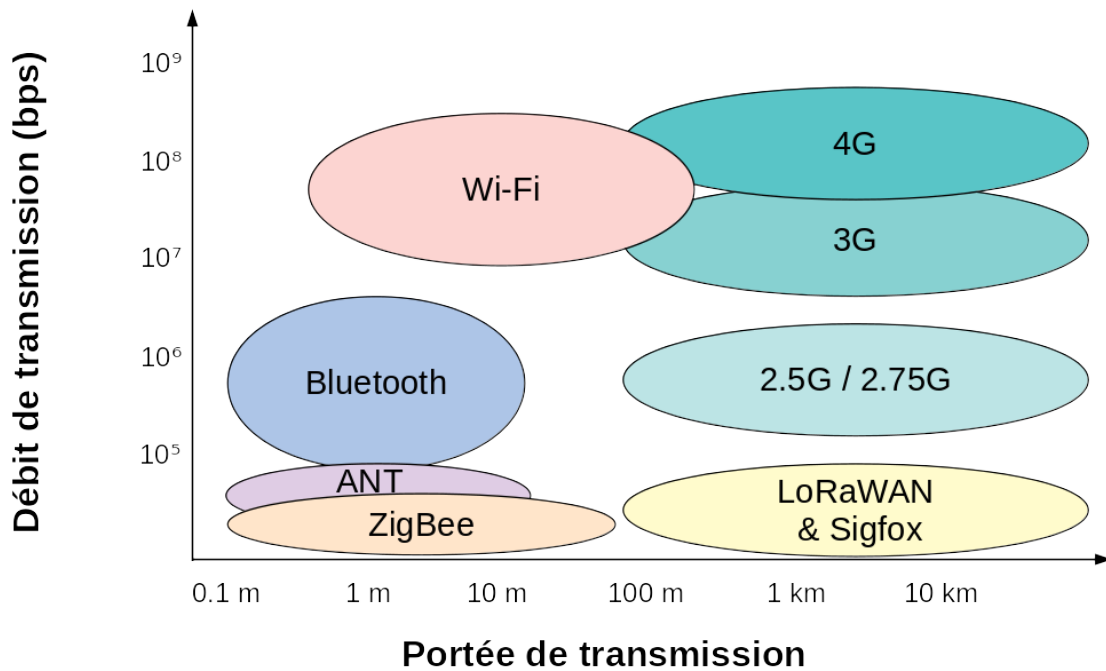 Débit de transmission (bps)
10⁹
10⁸
10⁷
10⁶
10⁵
4G
Wi-Fi
3G
Bluetooth
2.5G / 2.75G
ANT
ZigBee
LoRaWAN
& Sigfox
0.1 m 1 m 10 m 100 m 1 km 10 km
Portée de transmission